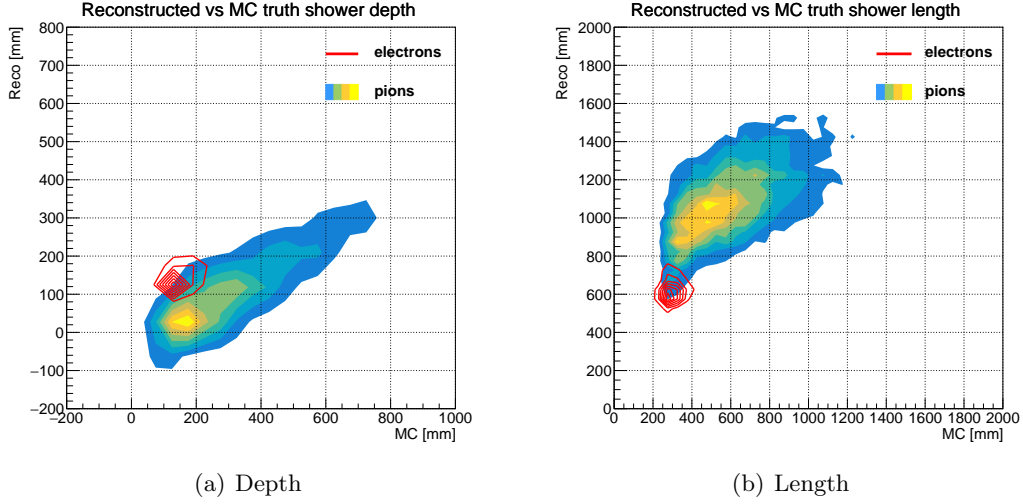 Reconstructed vs MC truth shower depth
Reco [mm]
800
700
600
500
400
300
200
100
0
−100
−200
−200 0 200 400 600 800 1000
MC [mm]
electrons
pions
(a) Depth
Reconstructed vs MC truth shower length
Reco [mm]
2000
1800
1600
1400
1200
1000
800
600
400
200
0
0 200 400 600 800 1000 1200 1400 1600 1800 2000
MC [mm]
electrons
pions
(b) Length